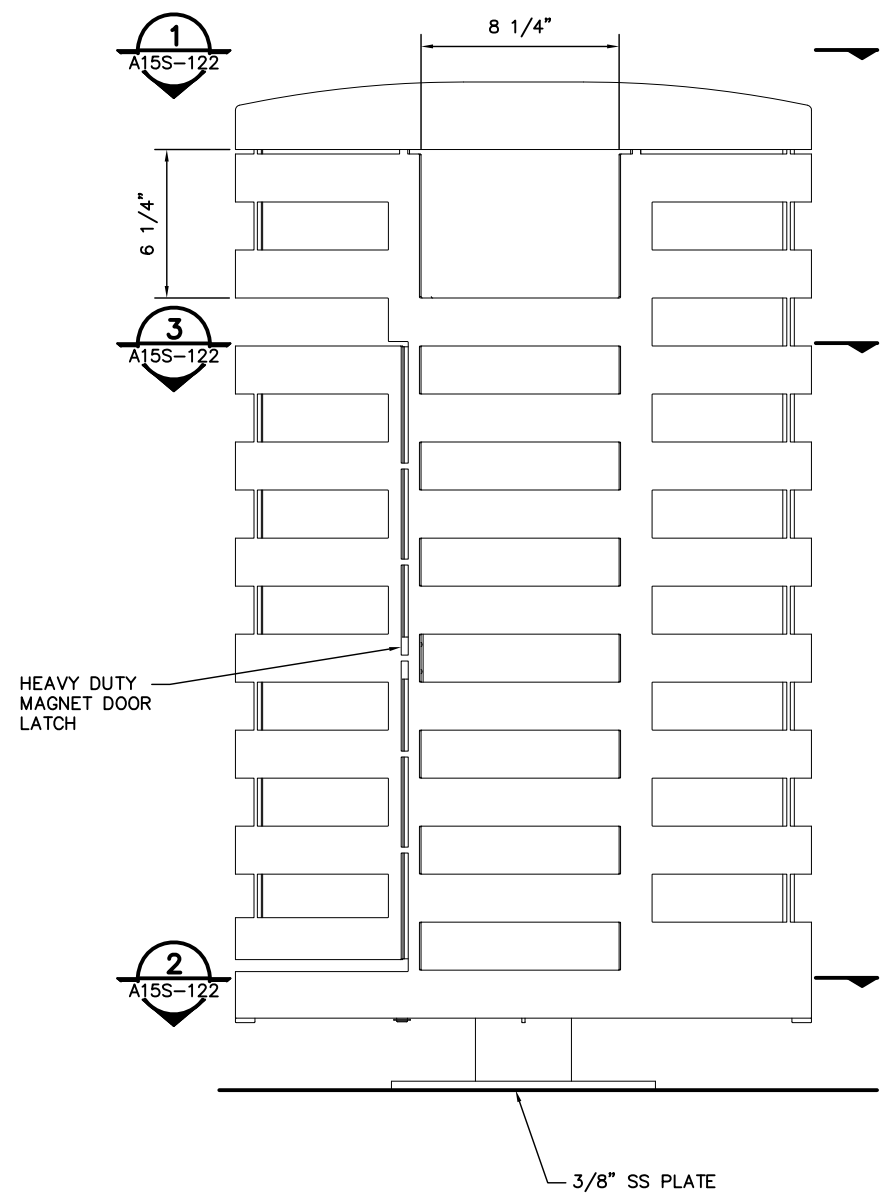 1
A15S-122
8 1/4"
6 1/4"
3
A15S-122
HEAVY DUTY
MAGNET DOOR
LATCH
2
A15S-122
3/8" SS PLATE